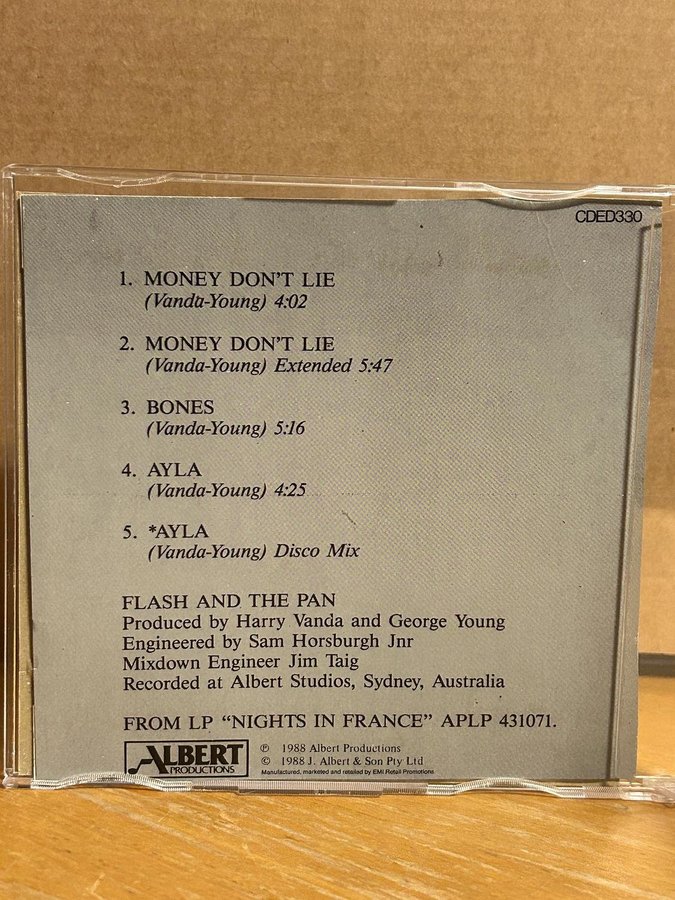 CDED330
1. MONEY DON'T LIE
(Vanda-Young) 4:02
2. MONEY DON'T LIE
(Vanda-Young) Extended 5:47
3. BONES
(Vanda-Young) 5:16
4. AYLA
(Vanda-Young) 4:25
5. *AYLA
(Vanda-Young) Disco Mix
FLASH AND THE PAN
Produced by Harry Vanda and George Young
Engineered by Sam Horsburgh Jnr
Mixdown Engineer Jim Taig
Recorded at Albert Studios, Sydney, Australia
FROM LP "NIGHTS IN FRANCE" APLP 431071.
ALBERT
PRODUCTIONS
℗ 1988 Albert Productions
© 1988 J. Albert & Son Pty Ltd
Manufactured, marketed and retailed by EMI Retail Promotions